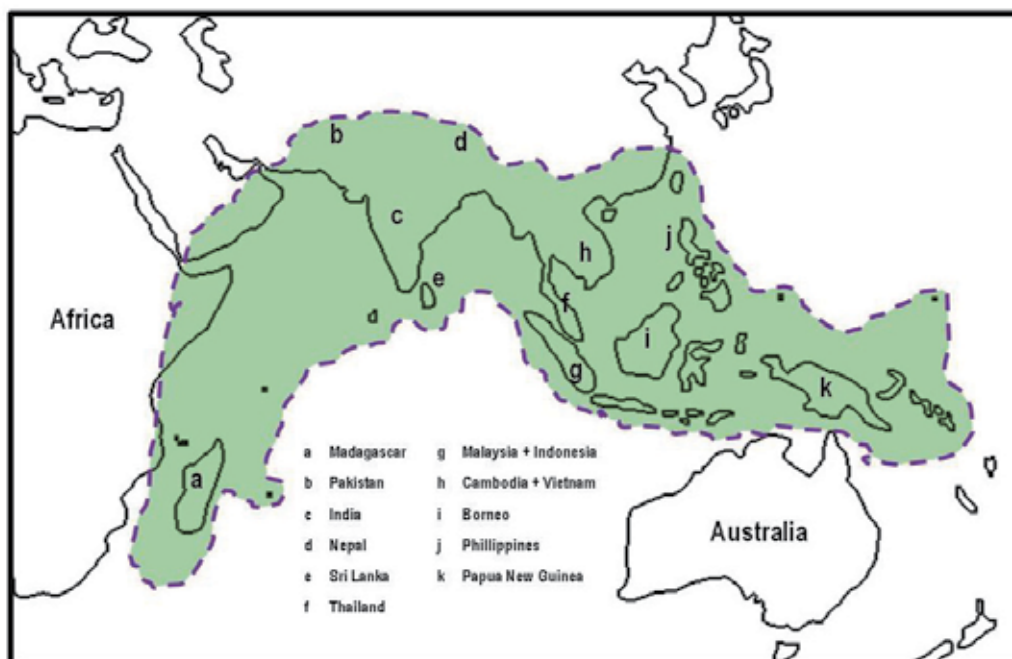 b
d
c
j
h
e
Africa
f
i
g
k
a Madagascar g Malaysia + Indonesia
a
b Pakistan h Cambodia + Vietnam
c India i Borneo
Australia
d Nepal j Phillippines
e Sri Lanka k Papua New Guinea
f Thailand